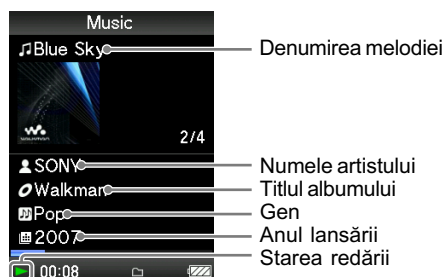 Music
Blue Sky
Denumirea melodiei
2/4
SONY
Numele artistului
Walkman
Titlul albumului
Pop
Gen
2007
Anul lansării
Starea redării
00:08